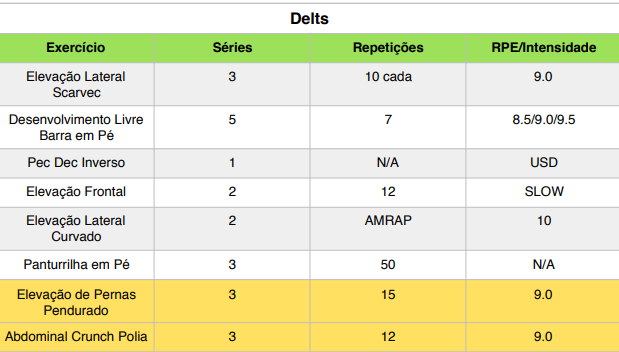 Delts
Exercício Séries Repetições RPE/Intensidade
Elevação Lateral
Scarvec
3 10 cada 9.0
Desenvolvimento Livre
Barra em Pé
5 7 8.5/9.0/9.5
Pec Dec Inverso 1 N/A USD
Elevação Frontal 2 12 SLOW
Elevação Lateral
Curvado
2 AMRAP 10
Panturrilha em Pé 3 50 N/A
Elevação de Pernas
Pendurado
3 15 9.0
Abdominal Crunch Polia 3 12 9.0